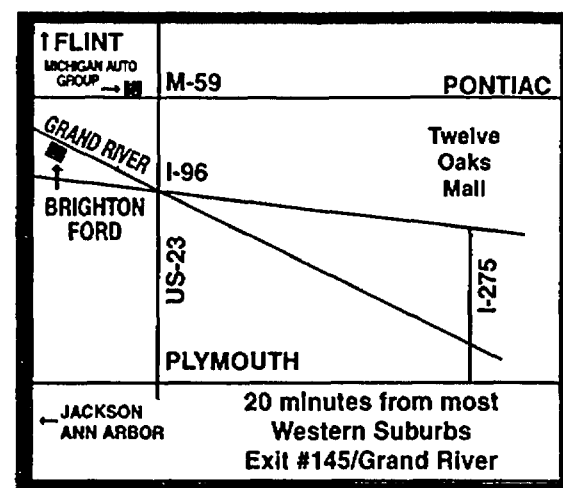 ↑FLINT
MICHIGAN AUTO
GROUP →
M-59
PONTIAC
GRAND RIVER
Twelve
Oaks
Mall
I-96
BRIGHTON
FORD
US-23
I-275
PLYMOUTH
← JACKSON
ANN ARBOR
20 minutes from most
Western Suburbs
Exit #145/Grand River